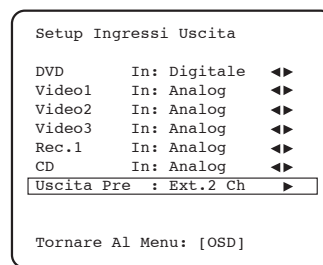 Setup Ingressi Uscita
DVD In: Digitale ◀▶
Video1 In: Analog ◀▶
Video2 In: Analog ◀▶
Video3 In: Analog ◀▶
Rec.1 In: Analog ◀▶
CD In: Analog ◀▶
Uscita Pre : Ext.2 Ch ▶
Tornare Al Menu: [OSD]